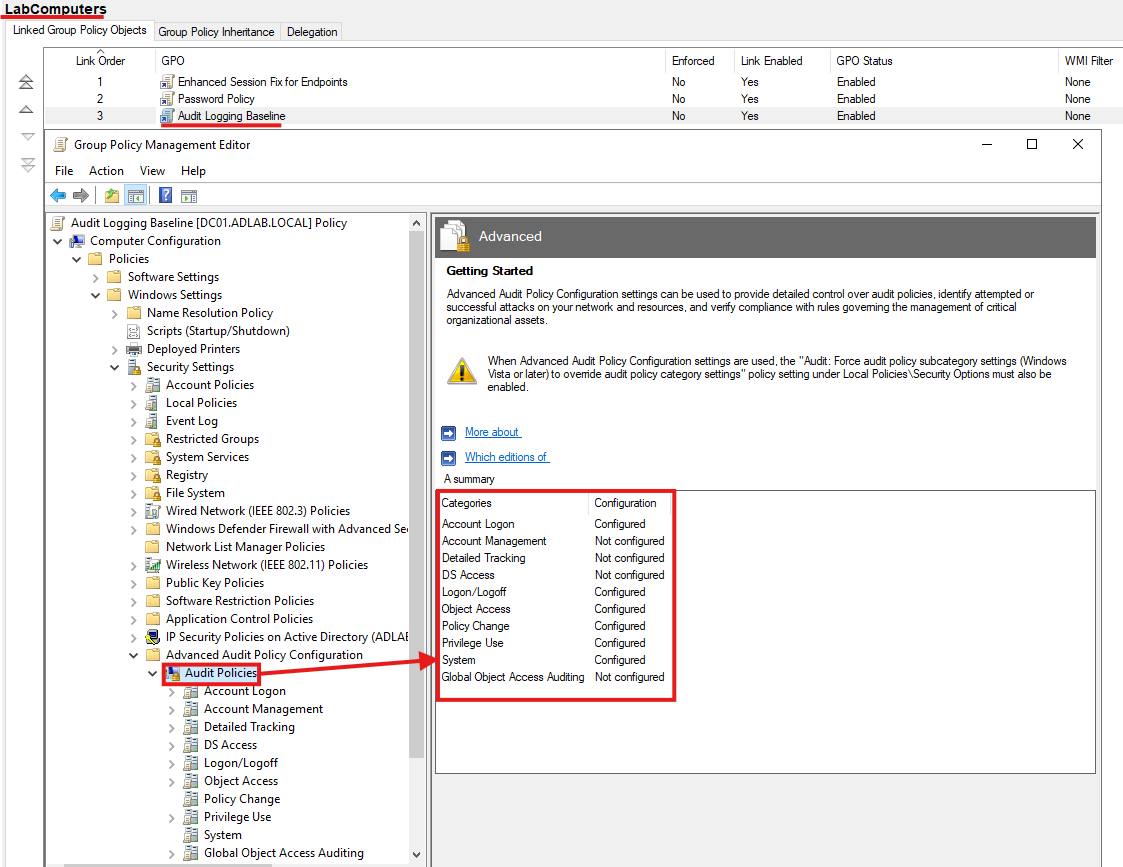 LabComputers
Linked Group Policy Objects Group Policy Inheritance Delegation
Link Order GPO Enforced Link Enabled GPO Status WMI Filter
1 Enhanced Session Fix for Endpoints No Yes Enabled None
2 Password Policy No Yes Enabled None
3 Audit Logging Baseline No Yes Enabled None
Group Policy Management Editor
File Action View Help
Audit Logging Baseline [DC01.ADLAB.LOCAL] Policy
Computer Configuration
Policies
Software Settings
Windows Settings
Name Resolution Policy
Scripts (Startup/Shutdown)
Deployed Printers
Security Settings
Account Policies
Local Policies
Event Log
Restricted Groups
System Services
Registry
File System
Wired Network (IEEE 802.3) Policies
Windows Defender Firewall with Advanced Se
Network List Manager Policies
Wireless Network (IEEE 802.11) Policies
Public Key Policies
Software Restriction Policies
Application Control Policies
IP Security Policies on Active Directory (ADLAB
Advanced Audit Policy Configuration
Audit Policies
Account Logon
Account Management
Detailed Tracking
DS Access
Logon/Logoff
Object Access
Policy Change
Privilege Use
System
Global Object Access Auditing
Advanced
Getting Started
Advanced Audit Policy Configuration settings can be used to provide detailed control over audit policies, identify attempted or
successful attacks on your network and resources, and verify compliance with rules governing the management of critical
organizational assets.
When Advanced Audit Policy Configuration settings are used, the "Audit: Force audit policy subcategory settings (Windows
Vista or later) to override audit policy category settings" policy setting under Local Policies\Security Options must also be
enabled.
More about
Which editions of
A summary
Categories Configuration
Account Logon Configured
Account Management Not configured
Detailed Tracking Not configured
DS Access Not configured
Logon/Logoff Configured
Object Access Configured
Policy Change Configured
Privilege Use Configured
System Configured
Global Object Access Auditing Not configured